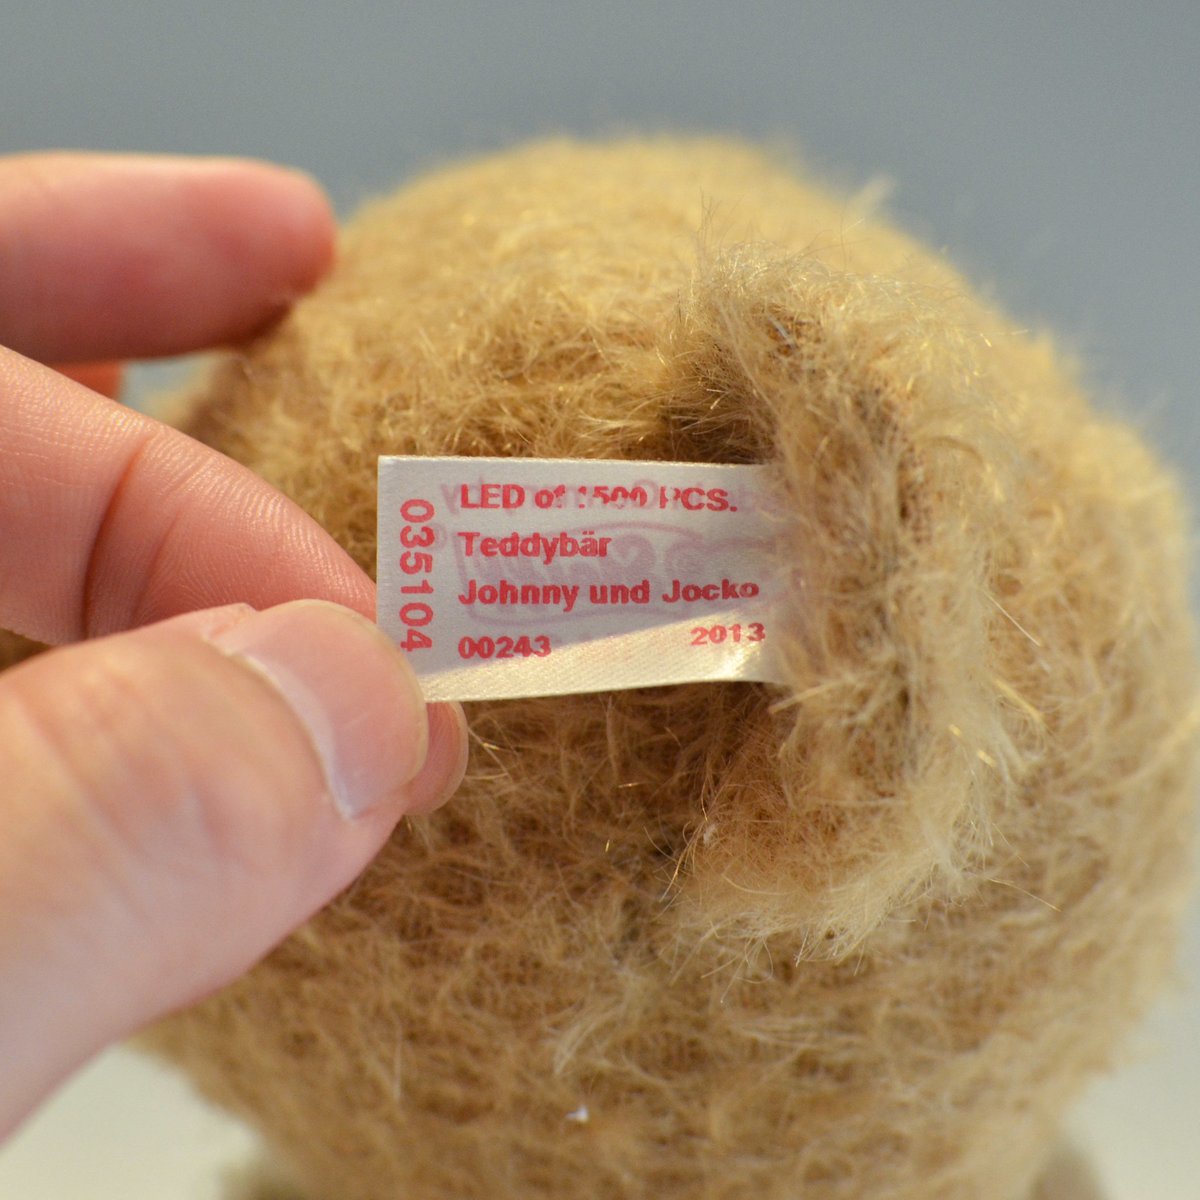 LED of 1500 PCS.
Teddybär
Johnny und Jocko
00243 2013
035104